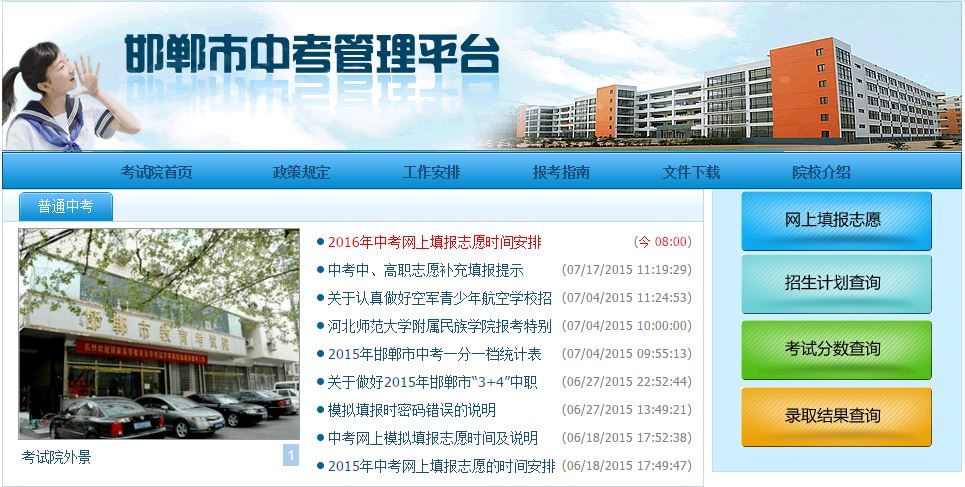 邯郸市中考管理平台
考试院首页 政策规定 工作安排 报考指南 文件下载 院校介绍
普通中考
邯郸市教育考试院
考试院外景 1
2016年中考网上填报志愿时间安排 (今 08:00)
中考中、高职志愿补充填报提示 (07/17/2015 11:19:29)
关于认真做好空军青少年航空学校招 (07/04/2015 11:24:53)
河北师范大学附属民族学院报考特别 (07/04/2015 10:00:00)
2015年邯郸市中考一分一档统计表 (07/04/2015 09:55:13)
关于做好2015年邯郸市“3+4”中职 (06/27/2015 22:52:44)
模拟填报时密码错误的说明 (06/27/2015 13:49:21)
中考网上模拟填报志愿时间及说明 (06/18/2015 17:52:38)
2015年中考网上填报志愿的时间安排 (06/18/2015 17:49:47)
网上填报志愿
招生计划查询
考试分数查询
录取结果查询